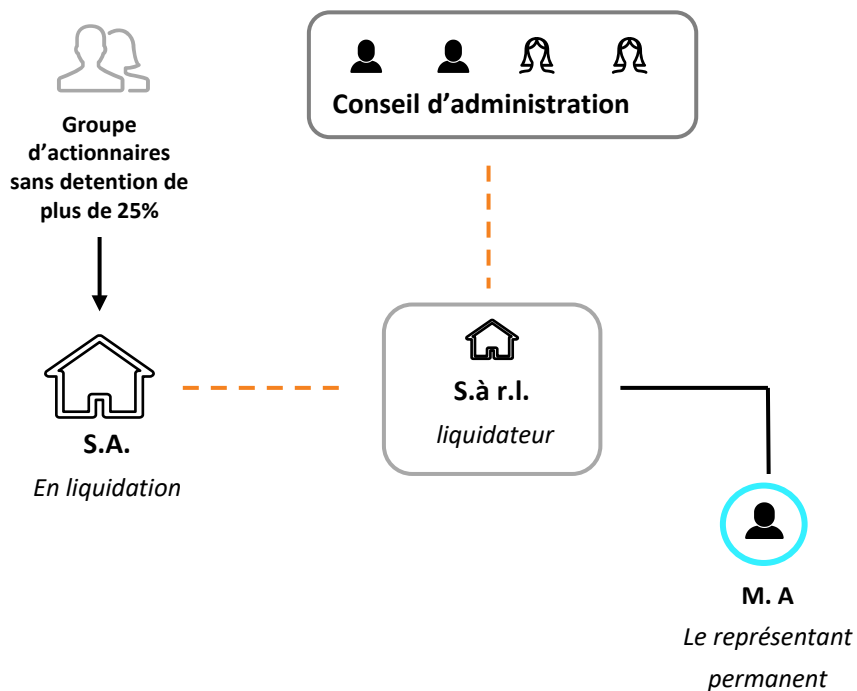 Groupe
d’actionnaires
sans detention de
plus de 25%
Conseil d’administration
S.A.
En liquidation
S.à r.l.
liquidateur
M. A
Le représentant
permanent